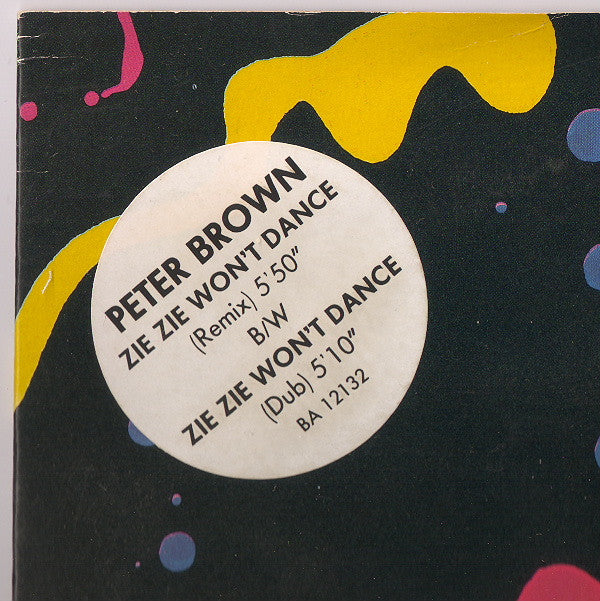 PETER BROWN
ZIE ZIE WON'T DANCE
(Remix) 5'50"
B/W
ZIE ZIE WON'T DANCE
(Dub) 5'10"
BA 12132